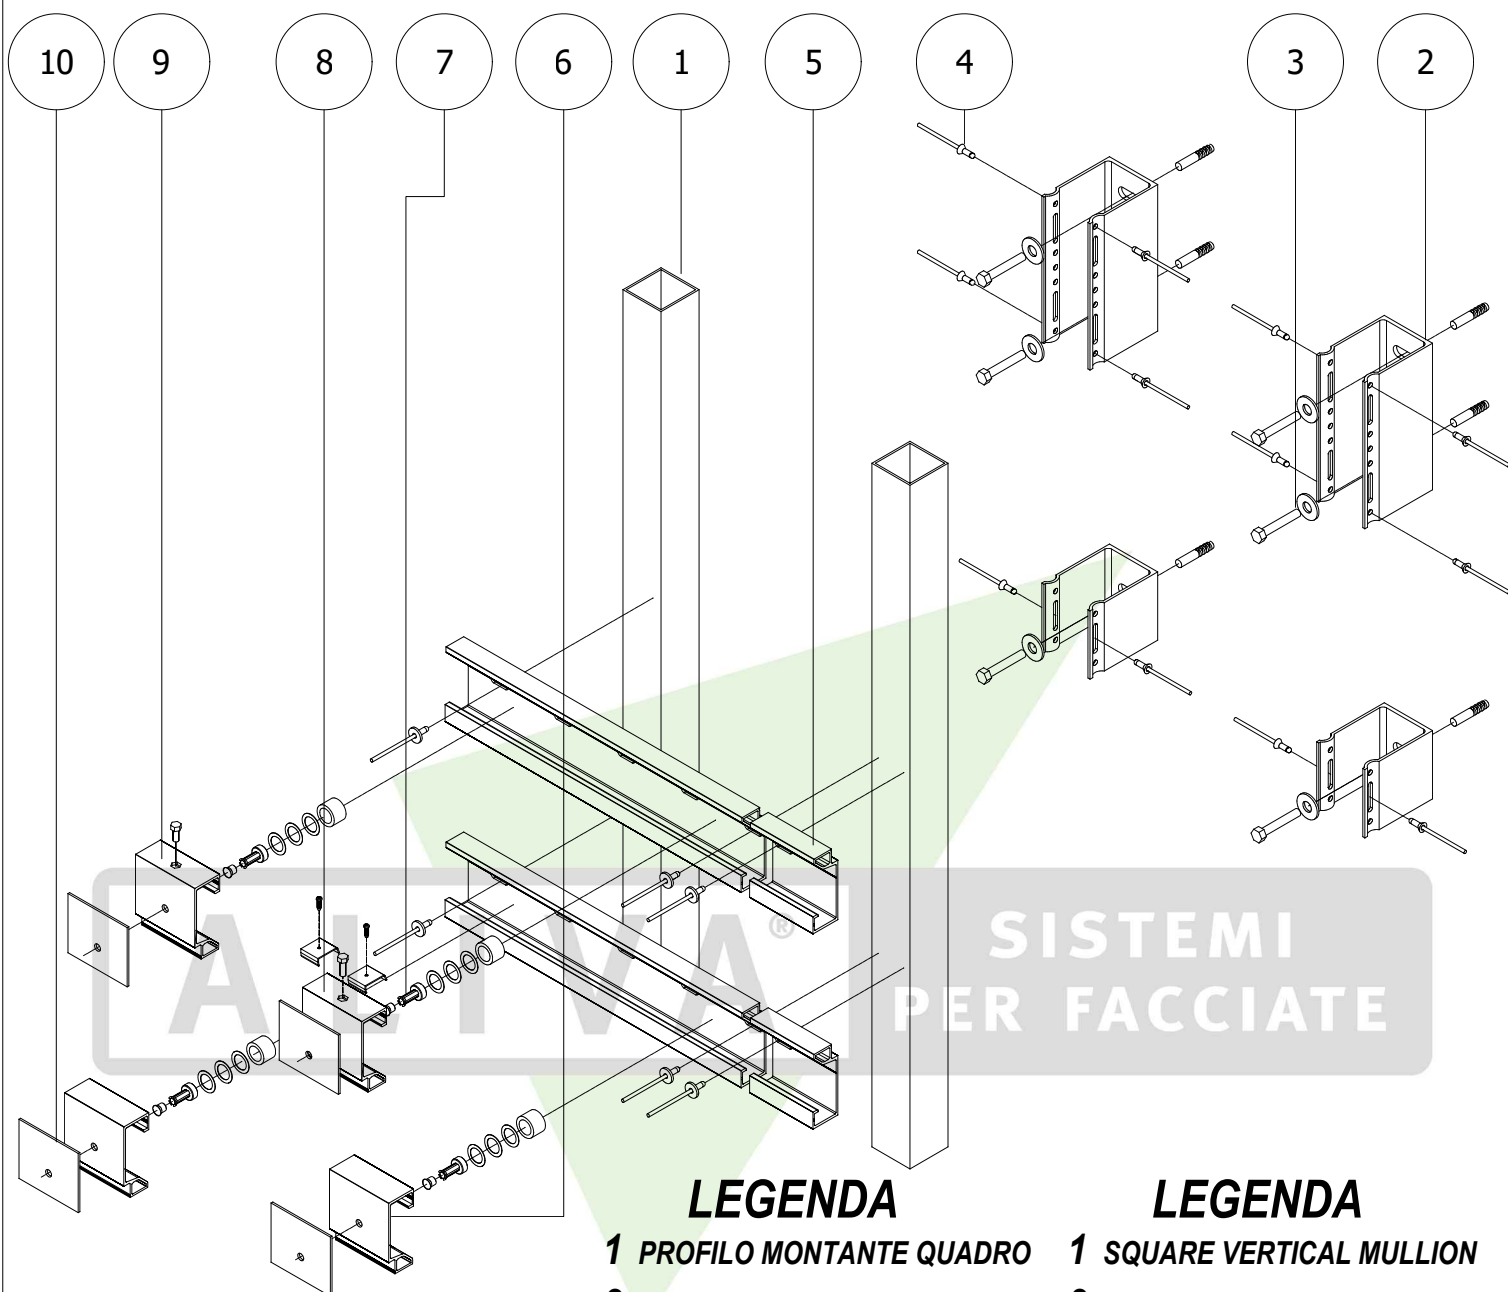 10 9 8 7 6 1 5 4 3 2
ALIVA®
SISTEMI
PER FACCIATE
LEGENDA
1 PROFILO MONTANTE QUADRO
LEGENDA
1 SQUARE VERTICAL MULLION